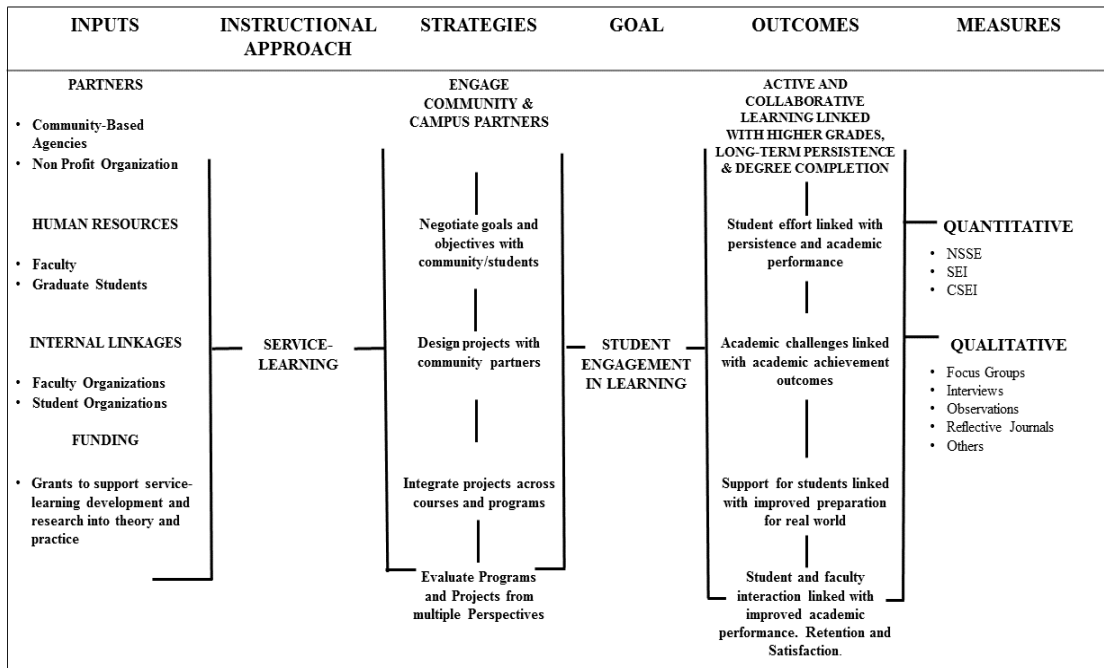 INPUTS
INSTRUCTIONAL
APPROACH
STRATEGIES
GOAL
OUTCOMES
MEASURES
PARTNERS
• Community-Based
Agencies
• Non Profit Organization
HUMAN RESOURCES
• Faculty
• Graduate Students
INTERNAL LINKAGES
• Faculty Organizations
• Student Organizations
FUNDING
• Grants to support service-
learning development and
research into theory and
practice
SERVICE-
LEARNING
ENGAGE
COMMUNITY &
CAMPUS PARTNERS
Negotiate goals and
objectives with
community/students
Design projects with
community partners
Integrate projects across
courses and programs
Evaluate Programs
and Projects from
multiple Perspectives
STUDENT
ENGAGEMENT
IN LEARNING
ACTIVE AND
COLLABORATIVE
LEARNING LINKED
WITH HIGHER GRADES,
LONG-TERM PERSISTENCE
& DEGREE COMPLETION
Student effort linked with
persistence and academic
performance
Academic challenges linked
with academic achievement
outcomes
Support for students linked
with improved preparation
for real world
Student and faculty
interaction linked with
improved academic
performance. Retention and
Satisfaction.
QUANTITATIVE
• NSSE
• SEI
• CSEI
QUALITATIVE
• Focus Groups
• Interviews
• Observations
• Reflective Journals
• Others